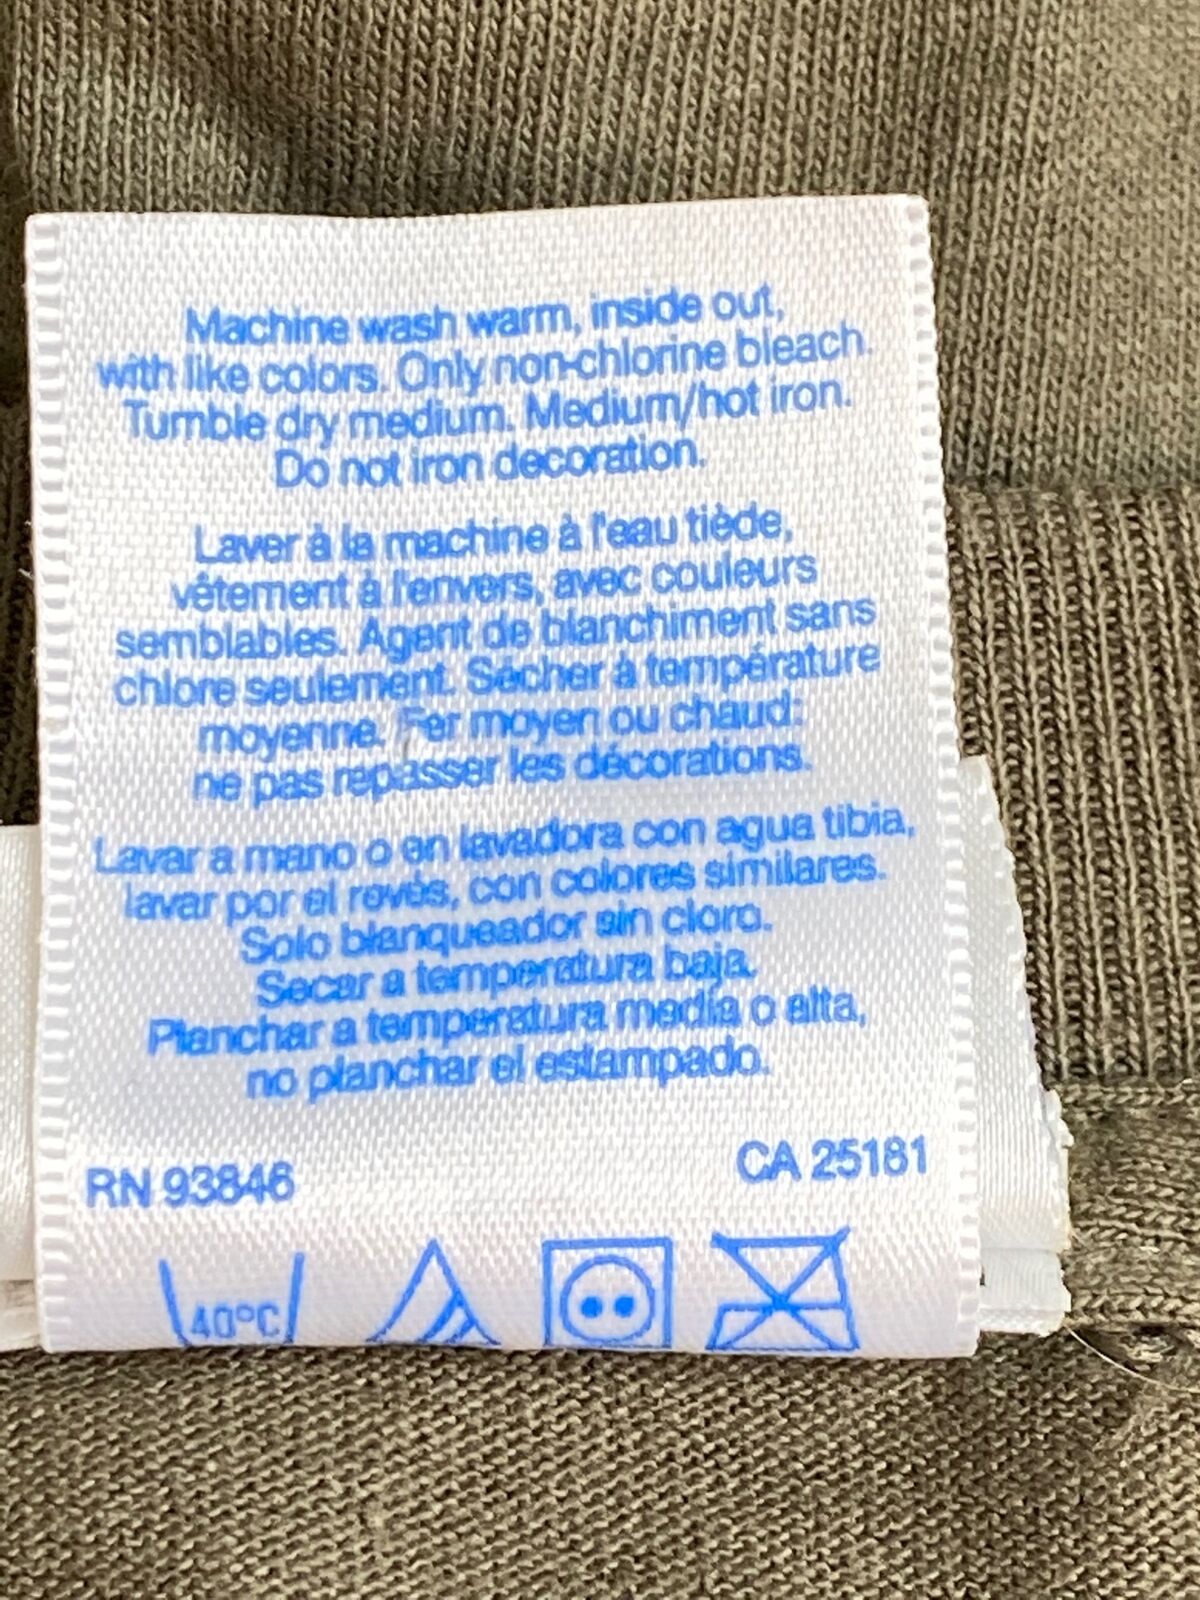 Machine wash warm, inside out,
with like colors. Only non-chlorine bleach.
Tumble dry medium. Medium/hot iron.
Do not iron decoration.
Laver à la machine à l'eau tiède,
vêtement à l'envers, avec couleurs
semblables. Agent de blanchiment sans
chlore seulement. Sécher à température
moyenne. Fer moyen ou chaud:
ne pas repasser les décorations.
Lavar a mano o en lavadora con agua tibia,
lavar por el revés, con colores similares.
Solo blanqueador sin cloro.
Secar a temperatura baja.
Planchar a temperatura media o alta,
no planchar el estampado.
RN 93846 CA 25181
40°C